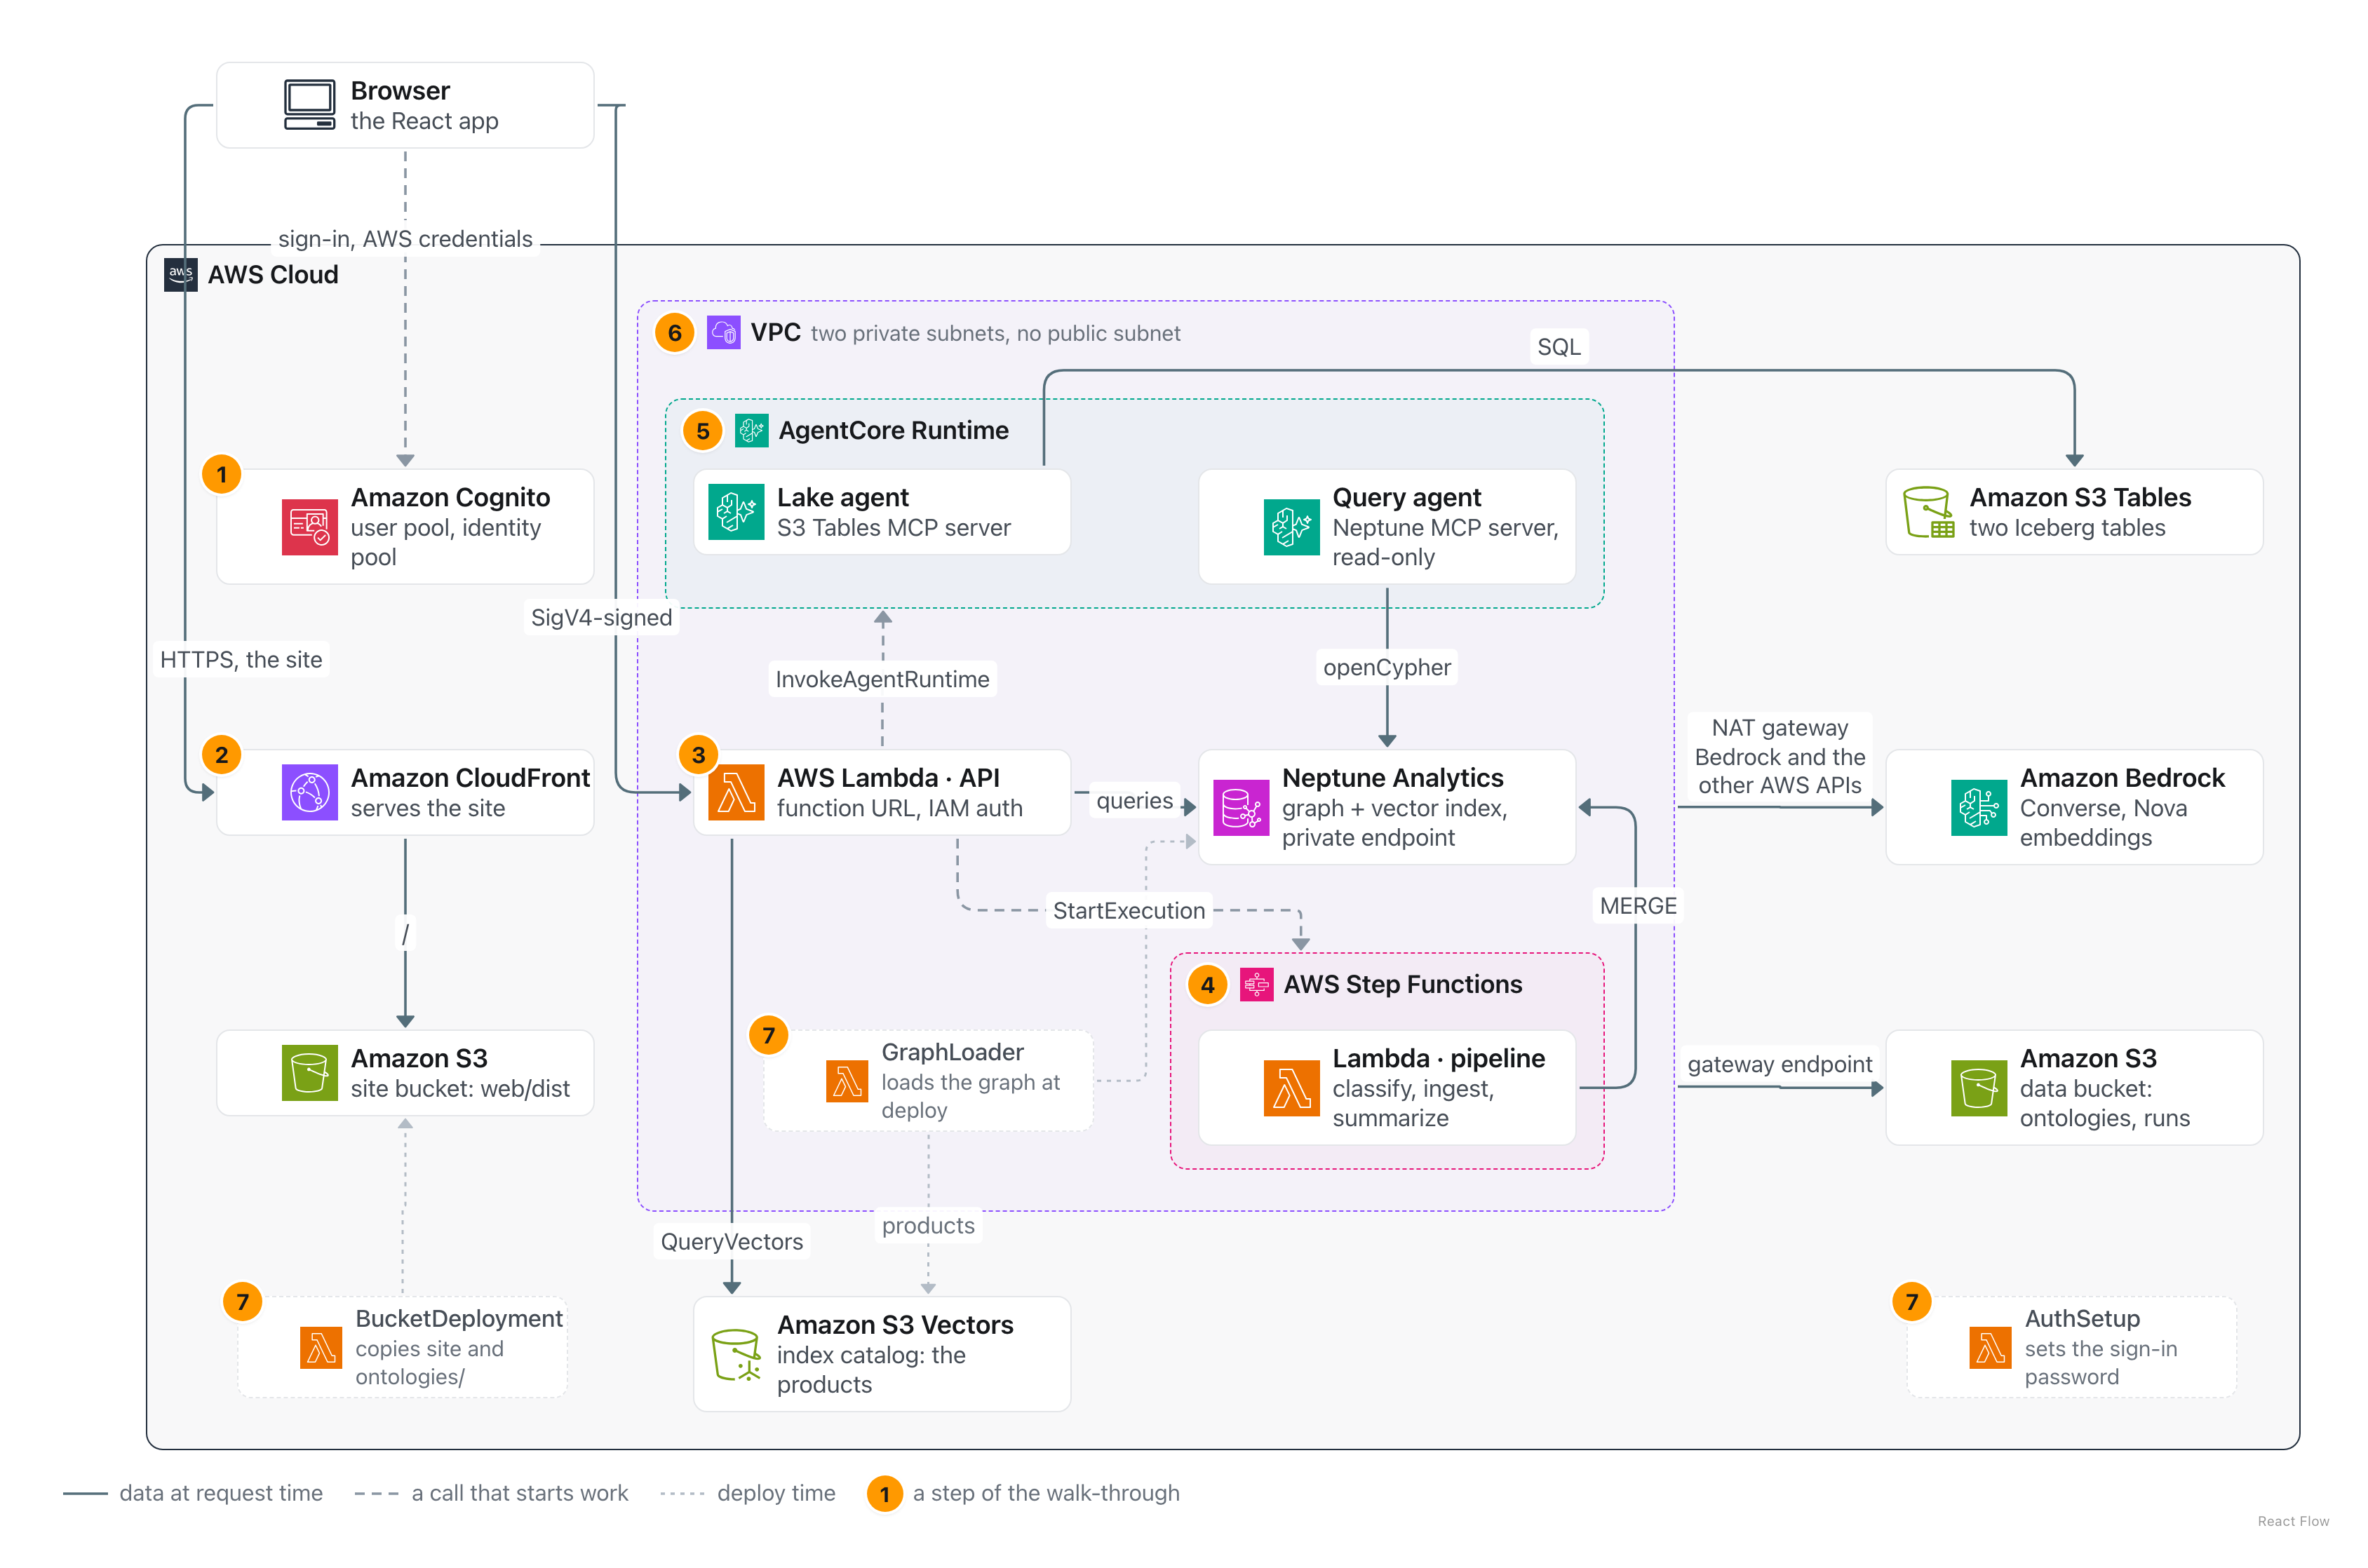 Browser
the React app
sign-in, AWS credentials
aws
AWS Cloud
6
VPC two private subnets, no public subnet
SQL
5
AgentCore Runtime
1
Amazon Cognito
user pool, identity
pool
Lake agent
S3 Tables MCP server
Query agent
Neptune MCP server,
read-only
Amazon S3 Tables
two Iceberg tables
SigV4-signed
HTTPS, the site
InvokeAgentRuntime
openCypher
NAT gateway
Bedrock and the
other AWS APIs
2
Amazon CloudFront
serves the site
3
AWS Lambda · API
function URL, IAM auth
queries
Neptune Analytics
graph + vector index,
private endpoint
Amazon Bedrock
Converse, Nova
embeddings
/
StartExecution
MERGE
4
AWS Step Functions
Amazon S3
site bucket: web/dist
7
GraphLoader
loads the graph at
deploy
Lambda · pipeline
classify, ingest,
summarize
gateway endpoint
Amazon S3
data bucket:
ontologies, runs
QueryVectors
products
7
BucketDeployment
copies site and
ontologies/
Amazon S3 Vectors
index catalog: the
products
7
AuthSetup
sets the sign-in
password
data at request time
a call that starts work
deploy time
1
a step of the walk-through
React Flow